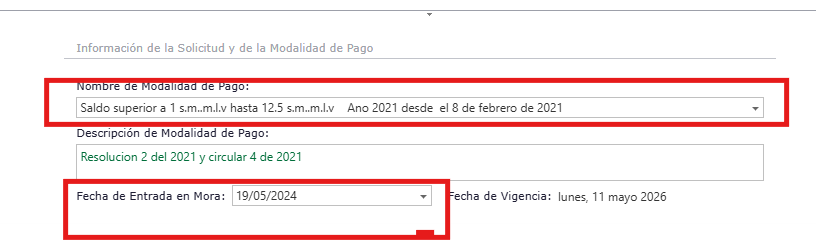 Información de la Solicitud y de la Modalidad de Pago
Nombre de Modalidad de Pago:
Saldo superior a 1 s.m..m.l.v hasta 12.5 s.m..m.l.v Ano 2021 desde el 8 de febrero de 2021
Descripción de Modalidad de Pago:
Resolucion 2 del 2021 y circular 4 de 2021
Fecha de Entrada en Mora: 19/05/2024 Fecha de Vigencia: lunes, 11 mayo 2026